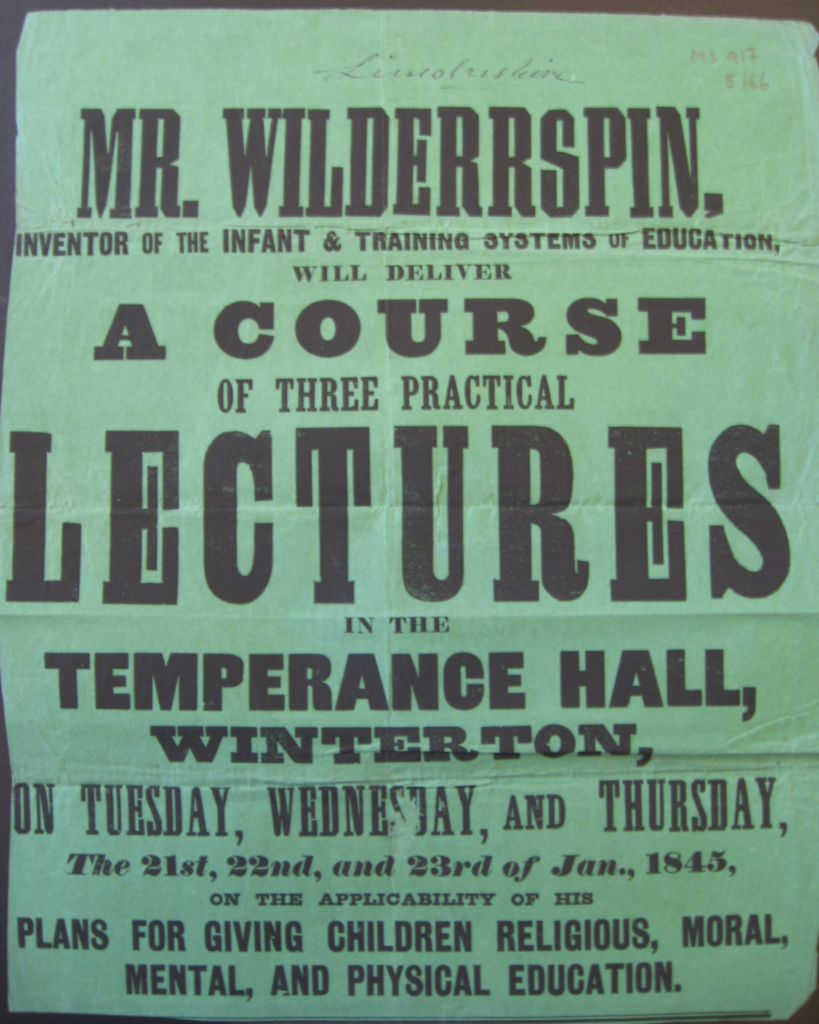 Lincolnshire
MS 917
5/66
MR. WILDERRSPIN,
INVENTOR OF THE INFANT & TRAINING SYSTEMS OF EDUCATION,
WILL DELIVER
A COURSE
OF THREE PRACTICAL
LECTURES
IN THE
TEMPERANCE HALL,
WINTERTON,
ON TUESDAY, WEDNESDAY, AND THURSDAY,
The 21st, 22nd, and 23rd of Jan., 1845,
ON THE APPLICABILITY OF HIS
PLANS FOR GIVING CHILDREN RELIGIOUS, MORAL,
MENTAL, AND PHYSICAL EDUCATION.